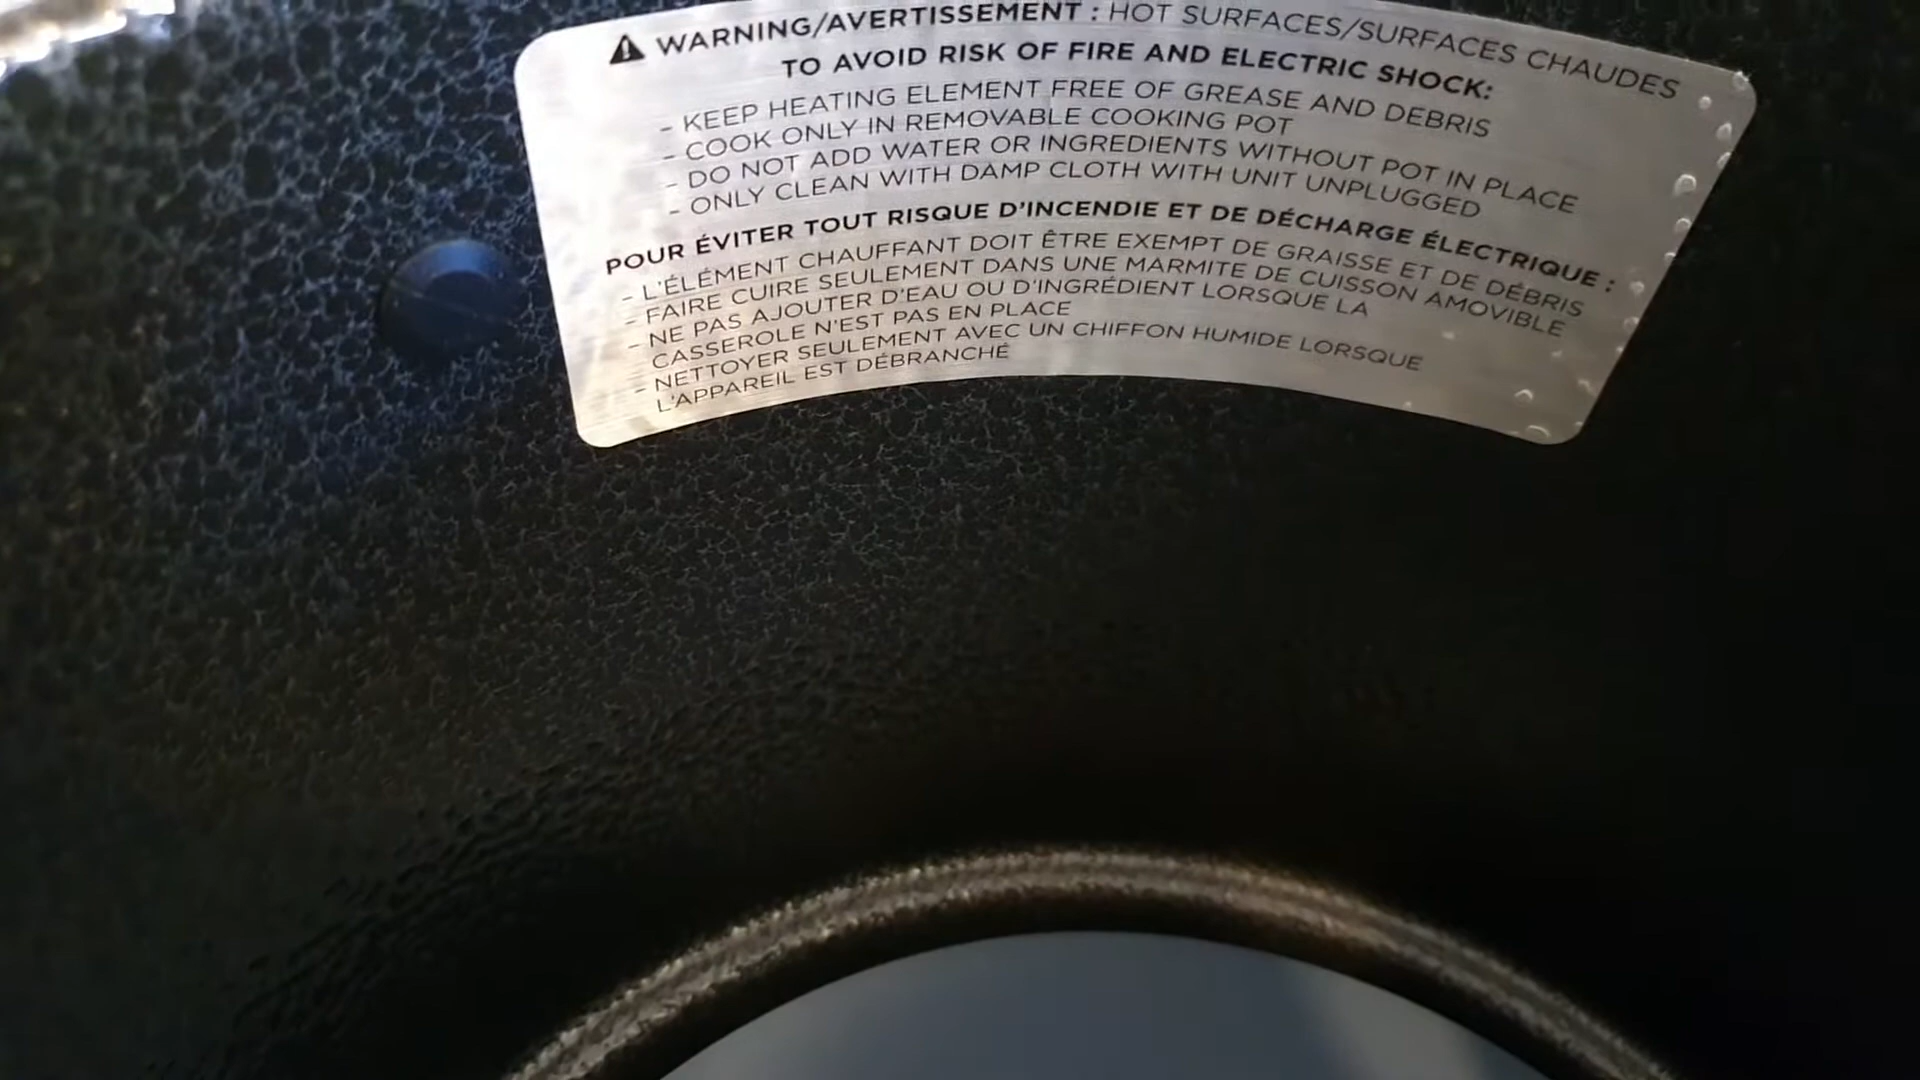 WARNING/AVERTISSEMENT : HOT SURFACES/SURFACES CHAUDES
TO AVOID RISK OF FIRE AND ELECTRIC SHOCK:
- KEEP HEATING ELEMENT FREE OF GREASE AND DEBRIS
- COOK ONLY IN REMOVABLE COOKING POT
- DO NOT ADD WATER OR INGREDIENTS WITHOUT POT IN PLACE
- ONLY CLEAN WITH DAMP CLOTH WITH UNIT UNPLUGGED
POUR ÉVITER TOUT RISQUE D'INCENDIE ET DE DÉCHARGE ÉLECTRIQUE :
- L'ÉLÉMENT CHAUFFANT DOIT ÊTRE EXEMPT DE GRAISSE ET DE DÉBRIS
- FAIRE CUIRE SEULEMENT DANS UNE MARMITE DE CUISSON AMOVIBLE
- NE PAS AJOUTER D'EAU OU D'INGRÉDIENT LORSQUE LA
CASSEROLE N'EST PAS EN PLACE
- NETTOYER SEULEMENT AVEC UN CHIFFON HUMIDE LORSQUE
L'APPAREIL EST DÉBRANCHÉ